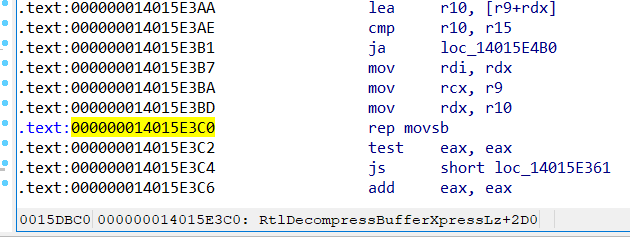 .text:000000014015E3AA lea r10, [r9+rdx]
.text:000000014015E3AE cmp r10, r15
.text:000000014015E3B1 ja loc_14015E4B0
.text:000000014015E3B7 mov rdi, rdx
.text:000000014015E3BA mov rcx, r9
.text:000000014015E3BD mov rdx, r10
.text:000000014015E3C0 rep movsb
.text:000000014015E3C2 test eax, eax
.text:000000014015E3C4 js short loc_14015E361
.text:000000014015E3C6 add eax, eax
0015DBC0 000000014015E3C0: RtlDecompressBufferXpressLz+2D0